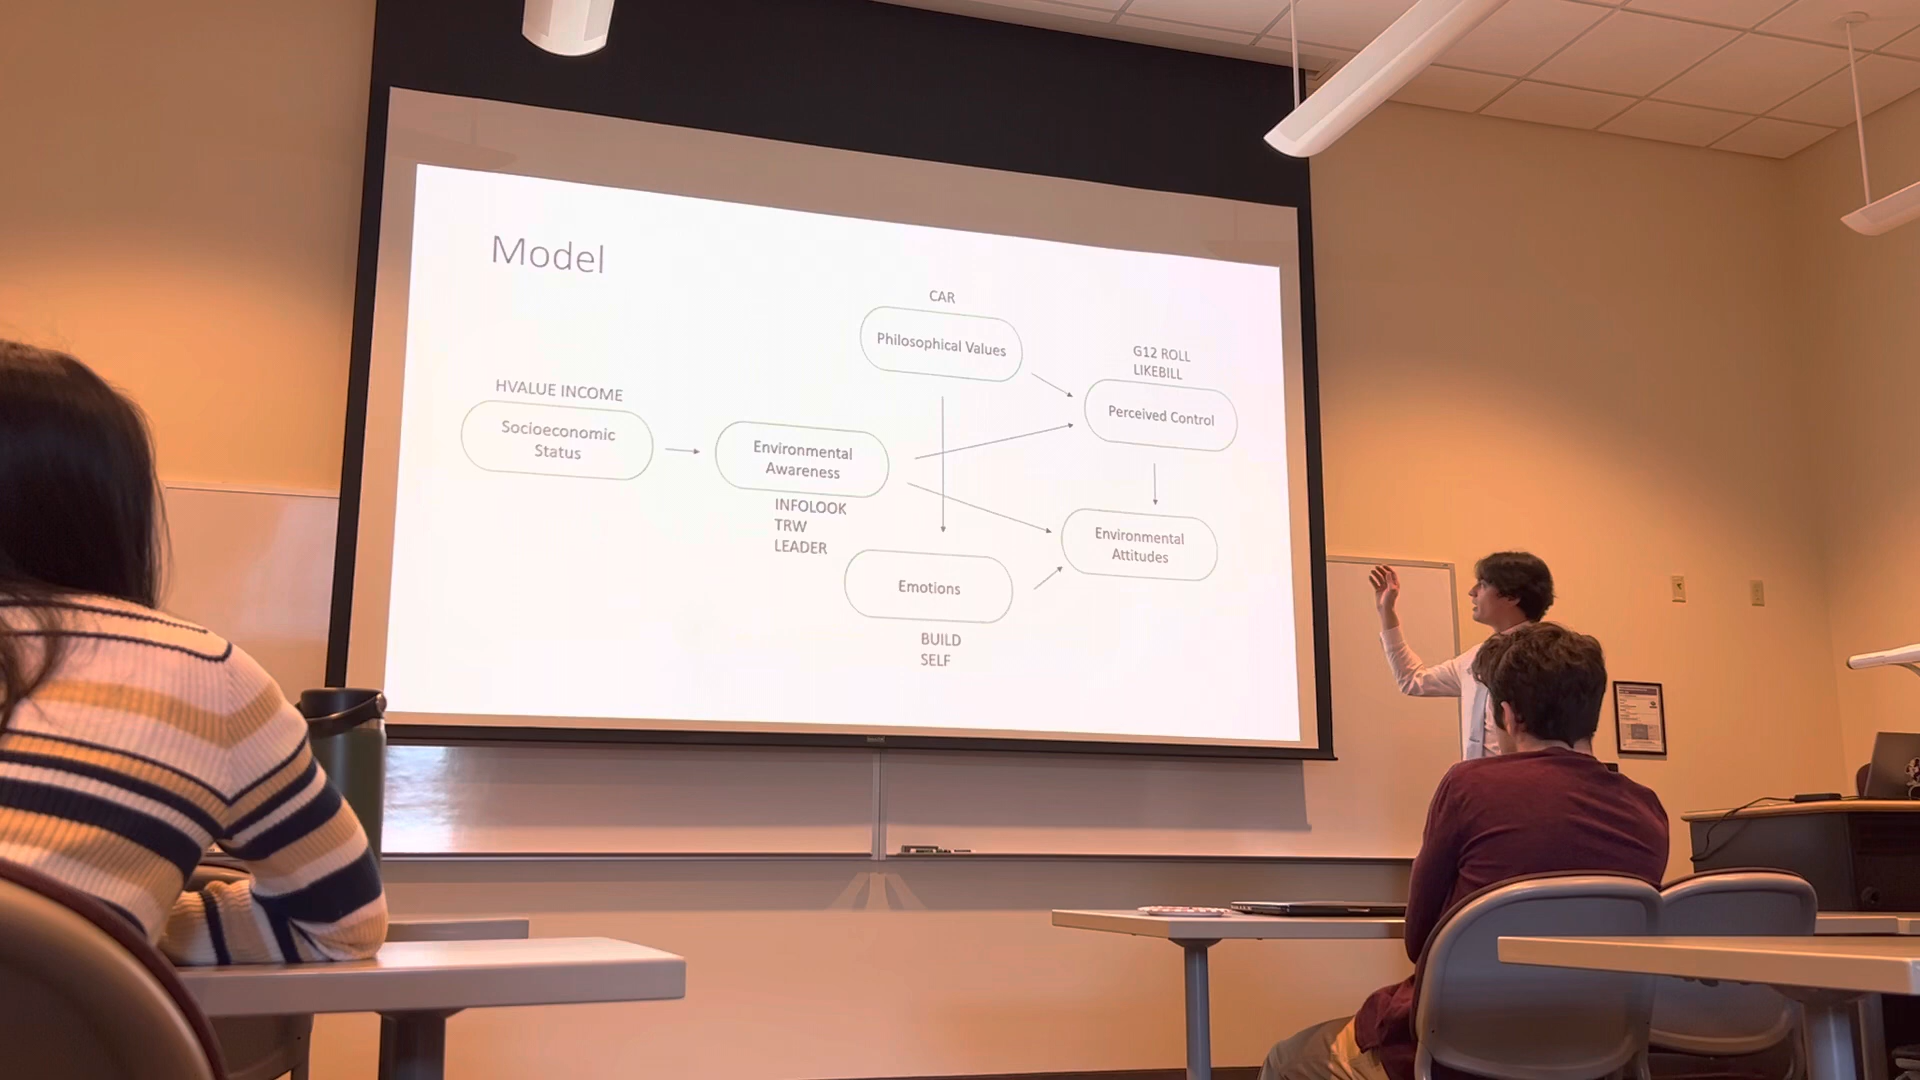 Model
CAR
Philosophical Values
G12 ROLL
LIKEBILL
Perceived Control
HVALUE INCOME
Socioeconomic
Status
Environmental
Awareness
INFOLOOK
TRW
LEADER
Environmental
Attitudes
Emotions
BUILD
SELF